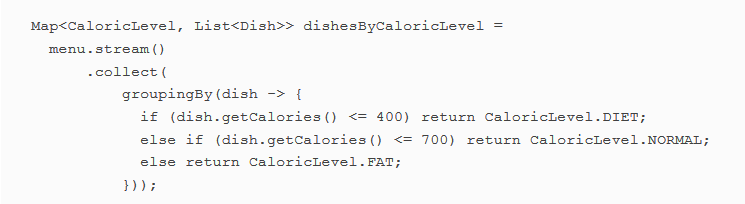 Map<CaloricLevel, List<Dish>> dishesByCaloricLevel =
menu.stream()
.collect(
groupingBy(dish -> {
if (dish.getCalories() <= 400) return CaloricLevel.DIET;
else if (dish.getCalories() <= 700) return CaloricLevel.NORMAL;
else return CaloricLevel.FAT;
}));